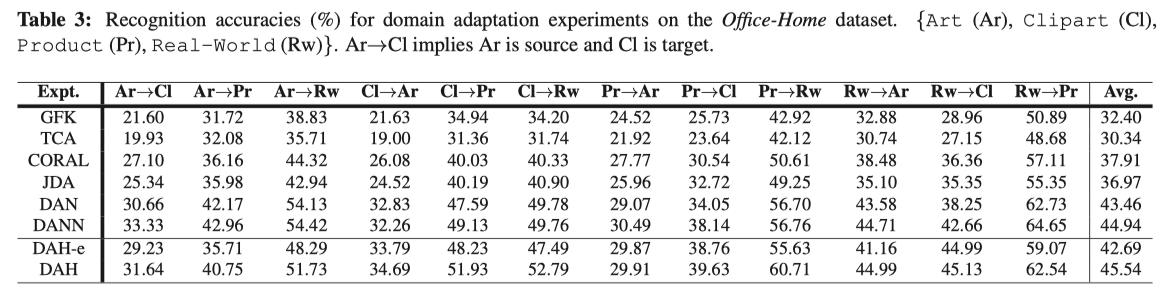 Table 3: Recognition accuracies (%) for domain adaptation experiments on the Office-Home dataset. {Art (Ar), Clipart (Cl),
Product (Pr), Real-World (Rw)}. Ar→Cl implies Ar is source and Cl is target.
Expt. Ar→Cl Ar→Pr Ar→Rw Cl→Ar Cl→Pr Cl→Rw Pr→Ar Pr→Cl Pr→Rw Rw→Ar Rw→Cl Rw→Pr Avg.
GFK 21.60 31.72 38.83 21.63 34.94 34.20 24.52 25.73 42.92 32.88 28.96 50.89 32.40
TCA 19.93 32.08 35.71 19.00 31.36 31.74 21.92 23.64 42.12 30.74 27.15 48.68 30.34
CORAL 27.10 36.16 44.32 26.08 40.03 40.33 27.77 30.54 50.61 38.48 36.36 57.11 37.91
JDA 25.34 35.98 42.94 24.52 40.19 40.90 25.96 32.72 49.25 35.10 35.35 55.35 36.97
DAN 30.66 42.17 54.13 32.83 47.59 49.78 29.07 34.05 56.70 43.58 38.25 62.73 43.46
DANN 33.33 42.96 54.42 32.26 49.13 49.76 30.49 38.14 56.76 44.71 42.66 64.65 44.94
DAH-e 29.23 35.71 48.29 33.79 48.23 47.49 29.87 38.76 55.63 41.16 44.99 59.07 42.69
DAH 31.64 40.75 51.73 34.69 51.93 52.79 29.91 39.63 60.71 44.99 45.13 62.54 45.54